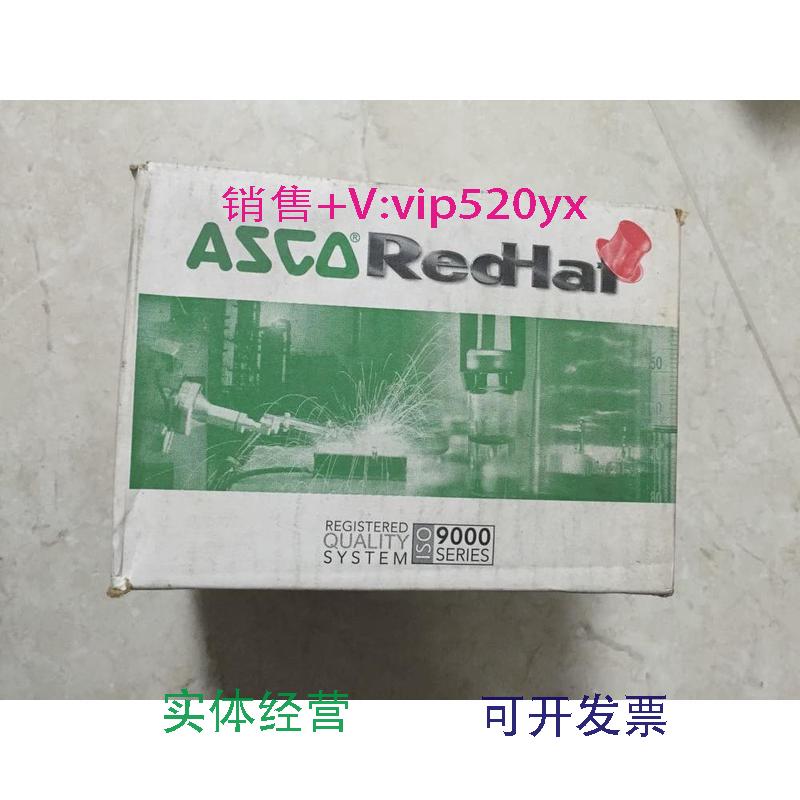 销售+V:vip520yx
ASCO® RedHat
50
REGISTERED
QUALITY
SYSTEM
ISO
9000
SERIES
实体经营
可开发票